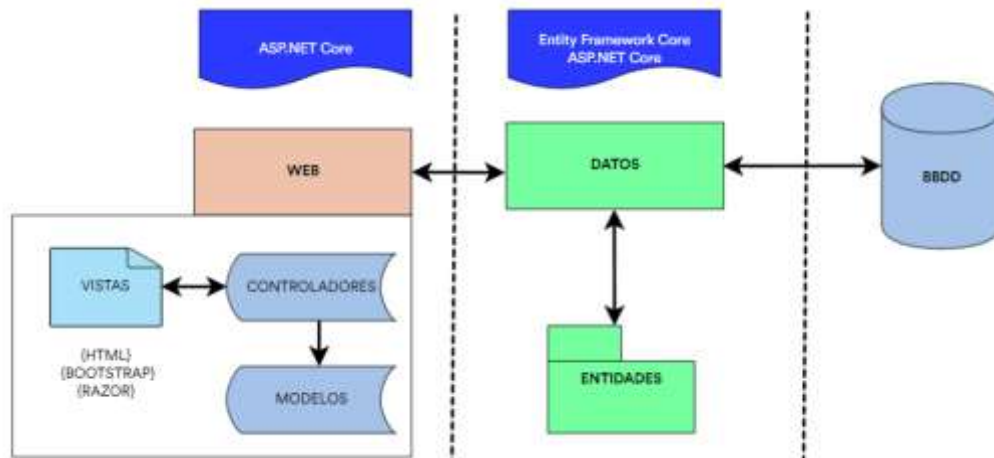 ASP.NET Core
Entity Framework Core
ASP.NET Core
WEB
DATOS
BBDD
VISTAS
CONTROLADORES
{HTML}
{BOOTSTRAP}
{RAZOR}
MODELOS
ENTIDADES